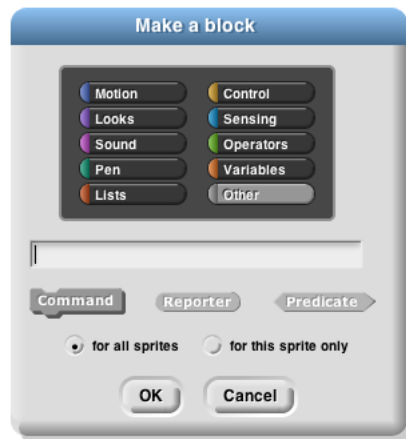 Make a block
Motion Control
Looks Sensing
Sound Operators
Pen Variables
Lists Other
Command Reporter Predicate
for all sprites for this sprite only
OK Cancel